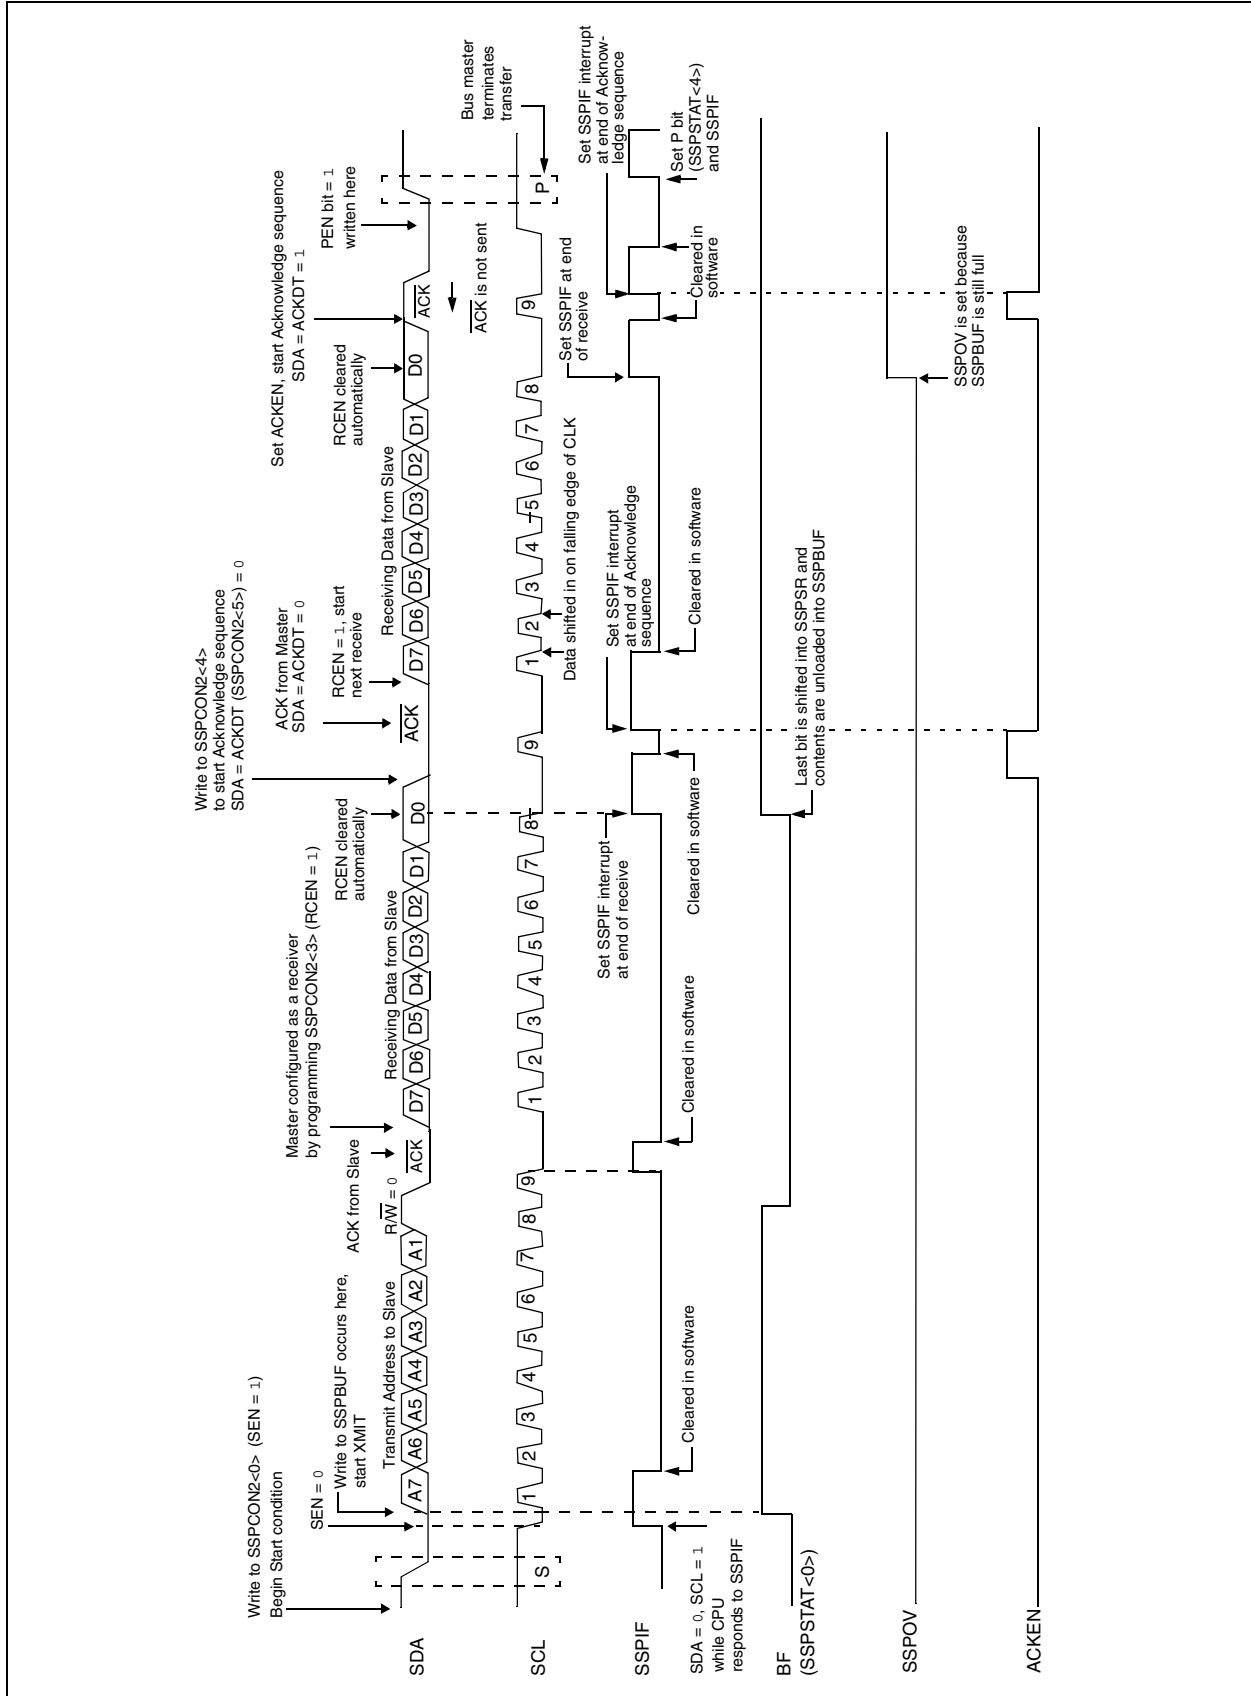 Write to SSPCON2<0> (SEN = 1)
Begin Start condition
SEN = 0
Write to SSPBUF occurs here,
start XMIT
Transmit Address to Slave
R/W = 0
ACK from Slave
Master configured as a receiver
by programming SSPCON2<3> (RCEN = 1)
Receiving Data from Slave
RCEN cleared
automatically
Write to SSPCON2<4>
to start Acknowledge sequence
SDA = ACKDT (SSPCON2<5>) = 0
ACK from Master
SDA = ACKDT = 0
RCEN = 1, start
next receive
Receiving Data from Slave
RCEN cleared
automatically
Set ACKEN, start Acknowledge sequence
SDA = ACKDT = 1
PEN bit = 1
written here
SDA
A7 A6 A5 A4 A3 A2 A1
ACK
D7 D6 D5 D4 D3 D2 D1 D0
ACK
D7 D6 D5 D4 D3 D2 D1 D0
ACK
ACK is not sent
Bus master
terminates
transfer
SCL
S
1 2 3 4 5 6 7 8 9
1 2 3 4 5 6 7 8 9
1 2 3 4 5 6 7 8 9
P
Data shifted in on falling edge of CLK
SSPIF
SDA = 0, SCL = 1
while CPU
responds to SSPIF
Cleared in software
Cleared in software
Set SSPIF interrupt
at end of receive
Cleared in software
Set SSPIF interrupt
at end of Acknowledge
sequence
Cleared in software
Set SSPIF at end
of receive
Cleared in
software
Set SSPIF interrupt
at end of Acknow-
ledge sequence
Set P bit
(SSPSTAT<4>)
and SSPIF
BF
(SSPSTAT<0>)
Last bit is shifted into SSPSR and
contents are unloaded into SSPBUF
SSPOV
SSPOV is set because
SSPBUF is still full
ACKEN